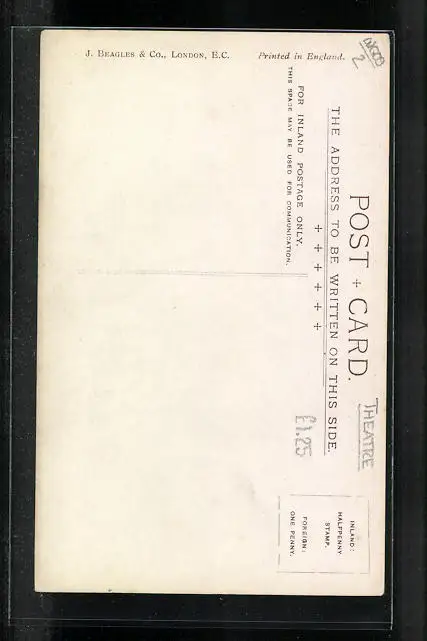 POST + CARD.
THEATRE
THE ADDRESS TO BE WRITTEN ON THIS SIDE.
+ + + + + +
FOR INLAND POSTAGE ONLY.
THIS SPACE MAY BE USED FOR COMMUNICATION.
£1.25
INLAND:
HALFPENNY
STAMP.
FOREIGN:
ONE PENNY.
J. BEAGLES & CO., LONDON, E.C.
Printed in England.
2